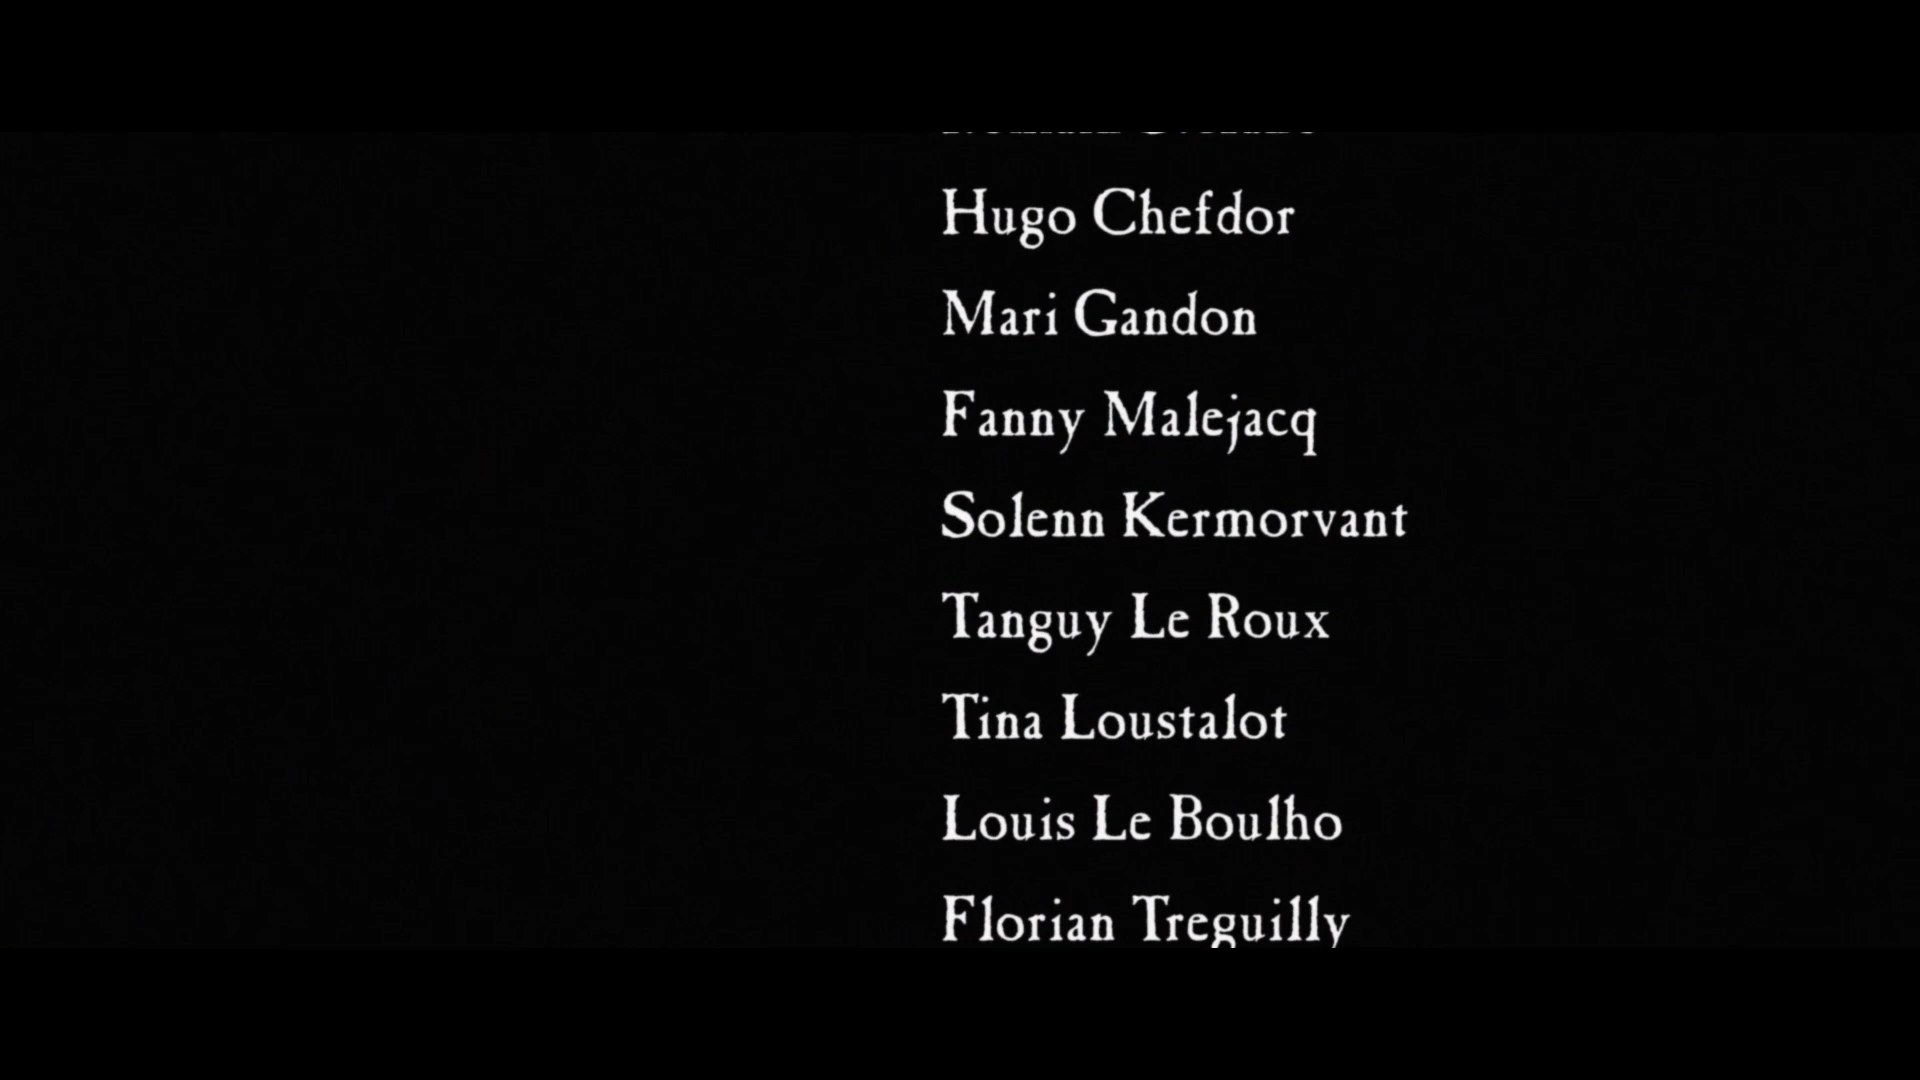 Hugo Chefdor
Mari Gandon
Fanny Malejacq
Solenn Kermorvant
Tanguy Le Roux
Tina Loustalot
Louis Le Boulho
Florian Treguilly